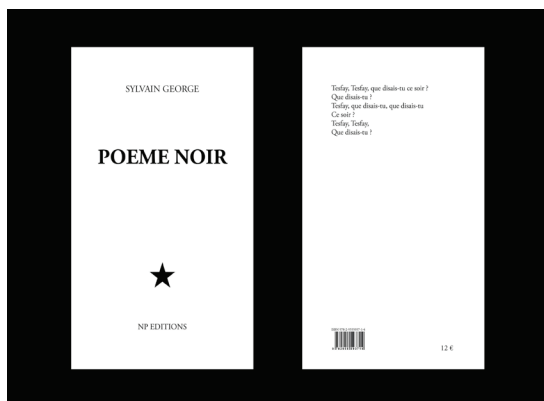 SYLVAIN GEORGE
POEME NOIR
NP EDITIONS
Tesfay, Tesfay, que disais-tu ce soir ?
Que disais-tu ?
Tesfay, que disais-tu, que disais-tu
Ce soir ?
Tesfay, Tesfay,
Que disais-tu ?
12 €